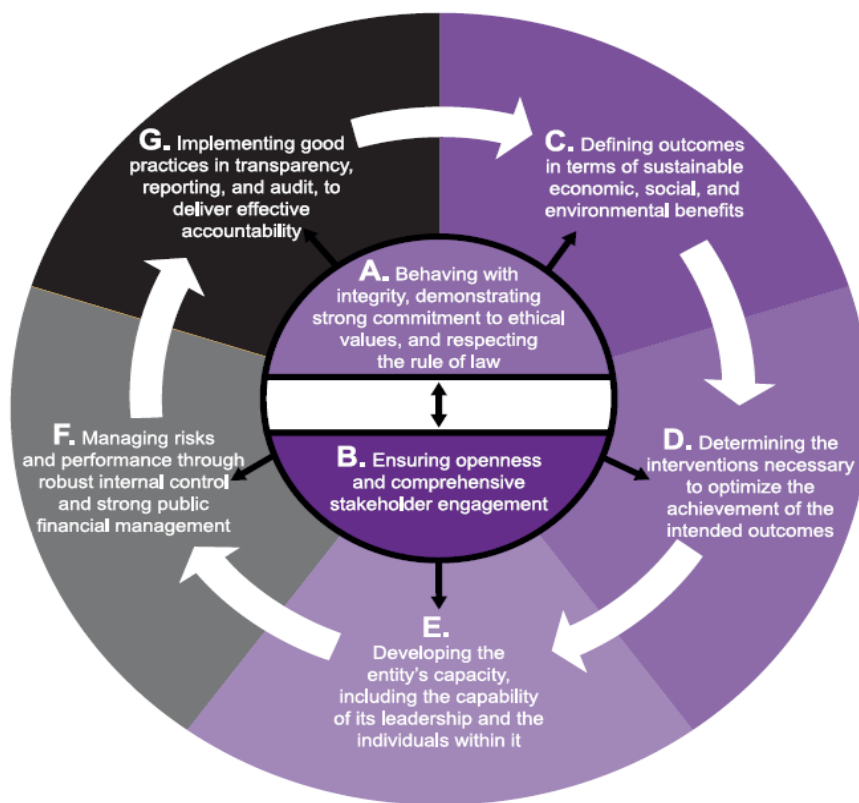 G. Implementing good
practices in transparency,
reporting, and audit, to
deliver effective
accountability
C. Defining outcomes
in terms of sustainable
economic, social, and
environmental benefits
A. Behaving with
integrity, demonstrating
strong commitment to ethical
values, and respecting
the rule of law
B. Ensuring openness
and comprehensive
stakeholder engagement
F. Managing risks
and performance through
robust internal control
and strong public
financial management
D. Determining the
interventions necessary
to optimize the
achievement of the
intended outcomes
E.
Developing the
entity's capacity,
including the capability
of its leadership and the
individuals within it